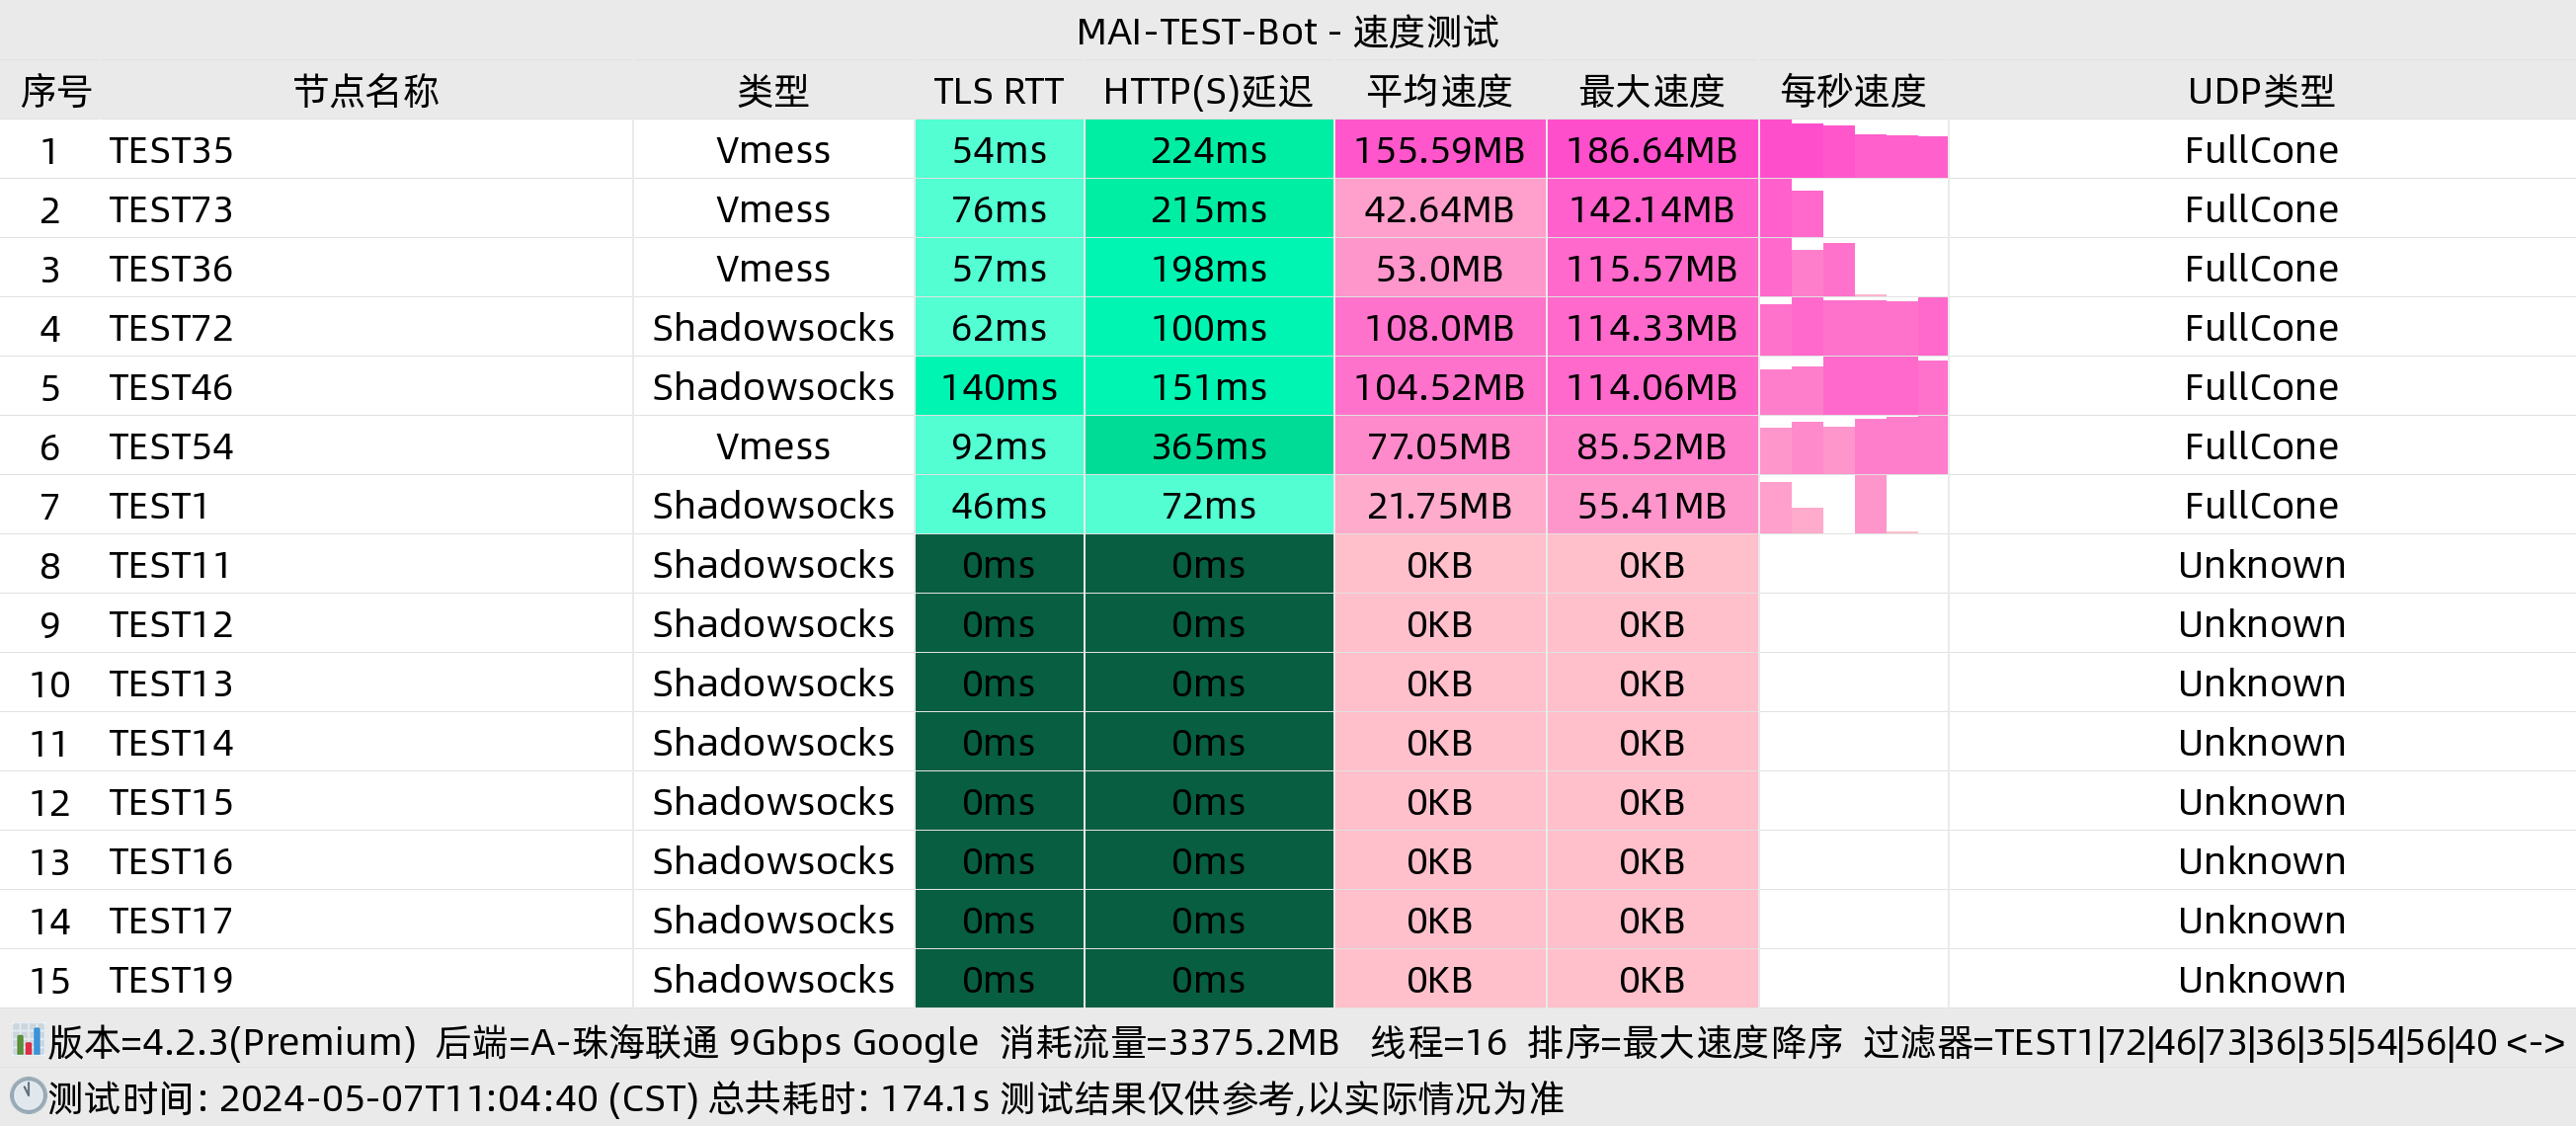 MAI-TEST-Bot - 速度测试
序号 节点名称 类型 TLS RTT HTTP(S)延迟 平均速度 最大速度 每秒速度 UDP类型
1 TEST35 Vmess 54ms 224ms 155.59MB 186.64MB FullCone
2 TEST73 Vmess 76ms 215ms 42.64MB 142.14MB FullCone
3 TEST36 Vmess 57ms 198ms 53.0MB 115.57MB FullCone
4 TEST72 Shadowsocks 62ms 100ms 108.0MB 114.33MB FullCone
5 TEST46 Shadowsocks 140ms 151ms 104.52MB 114.06MB FullCone
6 TEST54 Vmess 92ms 365ms 77.05MB 85.52MB FullCone
7 TEST1 Shadowsocks 46ms 72ms 21.75MB 55.41MB FullCone
8 TEST11 Shadowsocks 0ms 0ms 0KB 0KB Unknown
9 TEST12 Shadowsocks 0ms 0ms 0KB 0KB Unknown
10 TEST13 Shadowsocks 0ms 0ms 0KB 0KB Unknown
11 TEST14 Shadowsocks 0ms 0ms 0KB 0KB Unknown
12 TEST15 Shadowsocks 0ms 0ms 0KB 0KB Unknown
13 TEST16 Shadowsocks 0ms 0ms 0KB 0KB Unknown
14 TEST17 Shadowsocks 0ms 0ms 0KB 0KB Unknown
15 TEST19 Shadowsocks 0ms 0ms 0KB 0KB Unknown
版本=4.2.3(Premium) 后端=A-珠海联通 9Gbps Google 消耗流量=3375.2MB 线程=16 排序=最大速度降序 过滤器=TEST1|72|46|73|36|35|54|56|40 <->
测试时间: 2024-05-07T11:04:40 (CST) 总共耗时: 174.1s 测试结果仅供参考,以实际情况为准